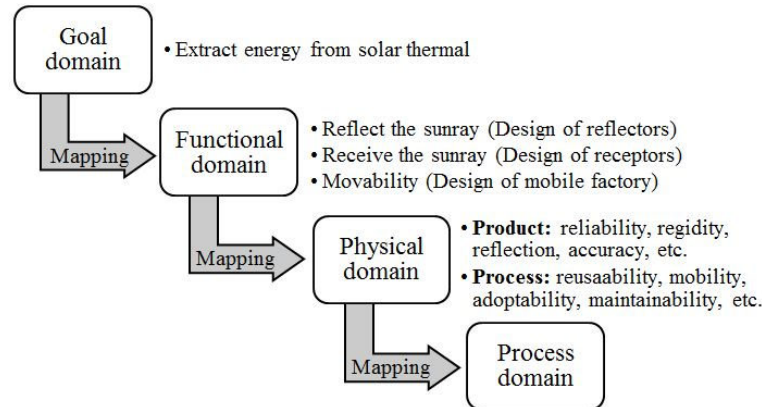 Goal
domain
• Extract energy from solar thermal
Mapping
Functional
domain
• Reflect the sunray (Design of reflectors)
• Receive the sunray (Design of receptors)
• Movability (Design of mobile factory)
Mapping
Physical
domain
• Product: reliability, regidity,
reflection, accuracy, etc.
• Process: reusaability, mobility,
adoptability, maintainability, etc.
Mapping
Process
domain